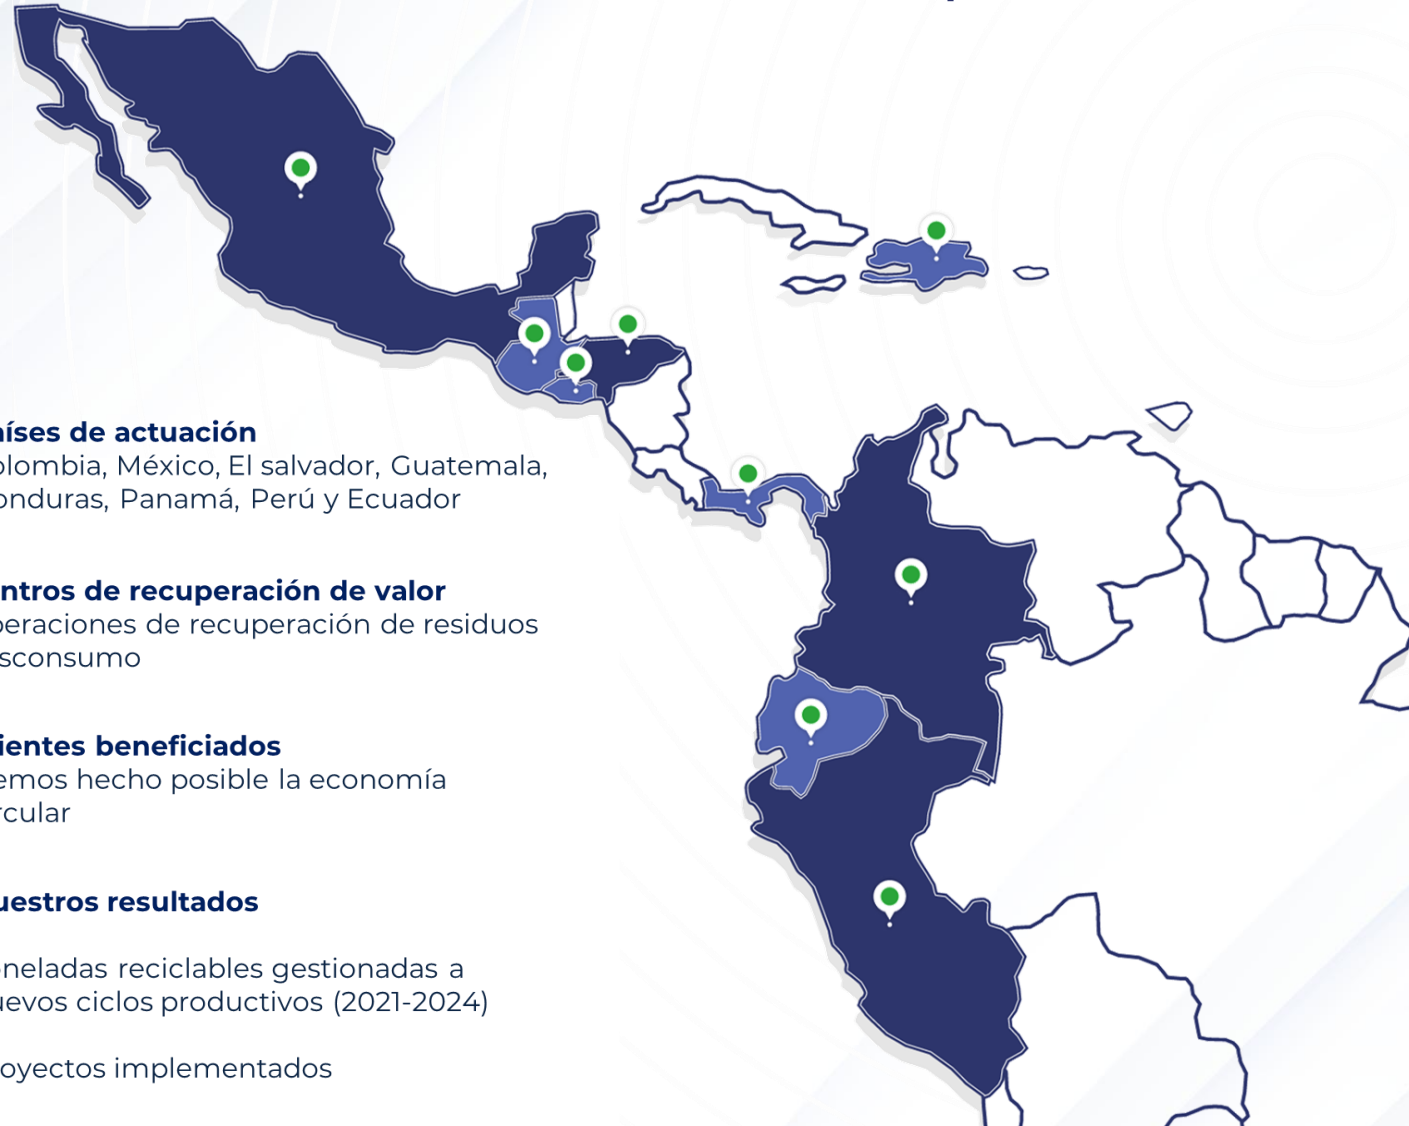 aíses de actuación
olombia, México, El salvador, Guatemala,
onduras, Panamá, Perú y Ecuador
ntros de recuperación de valor
peraciones de recuperación de residuos
sconsumo
ientes beneficiados
emos hecho posible la economía
rcular
uestros resultados
neladas reciclables gestionadas a
uevos ciclos productivos (2021-2024)
oyectos implementados